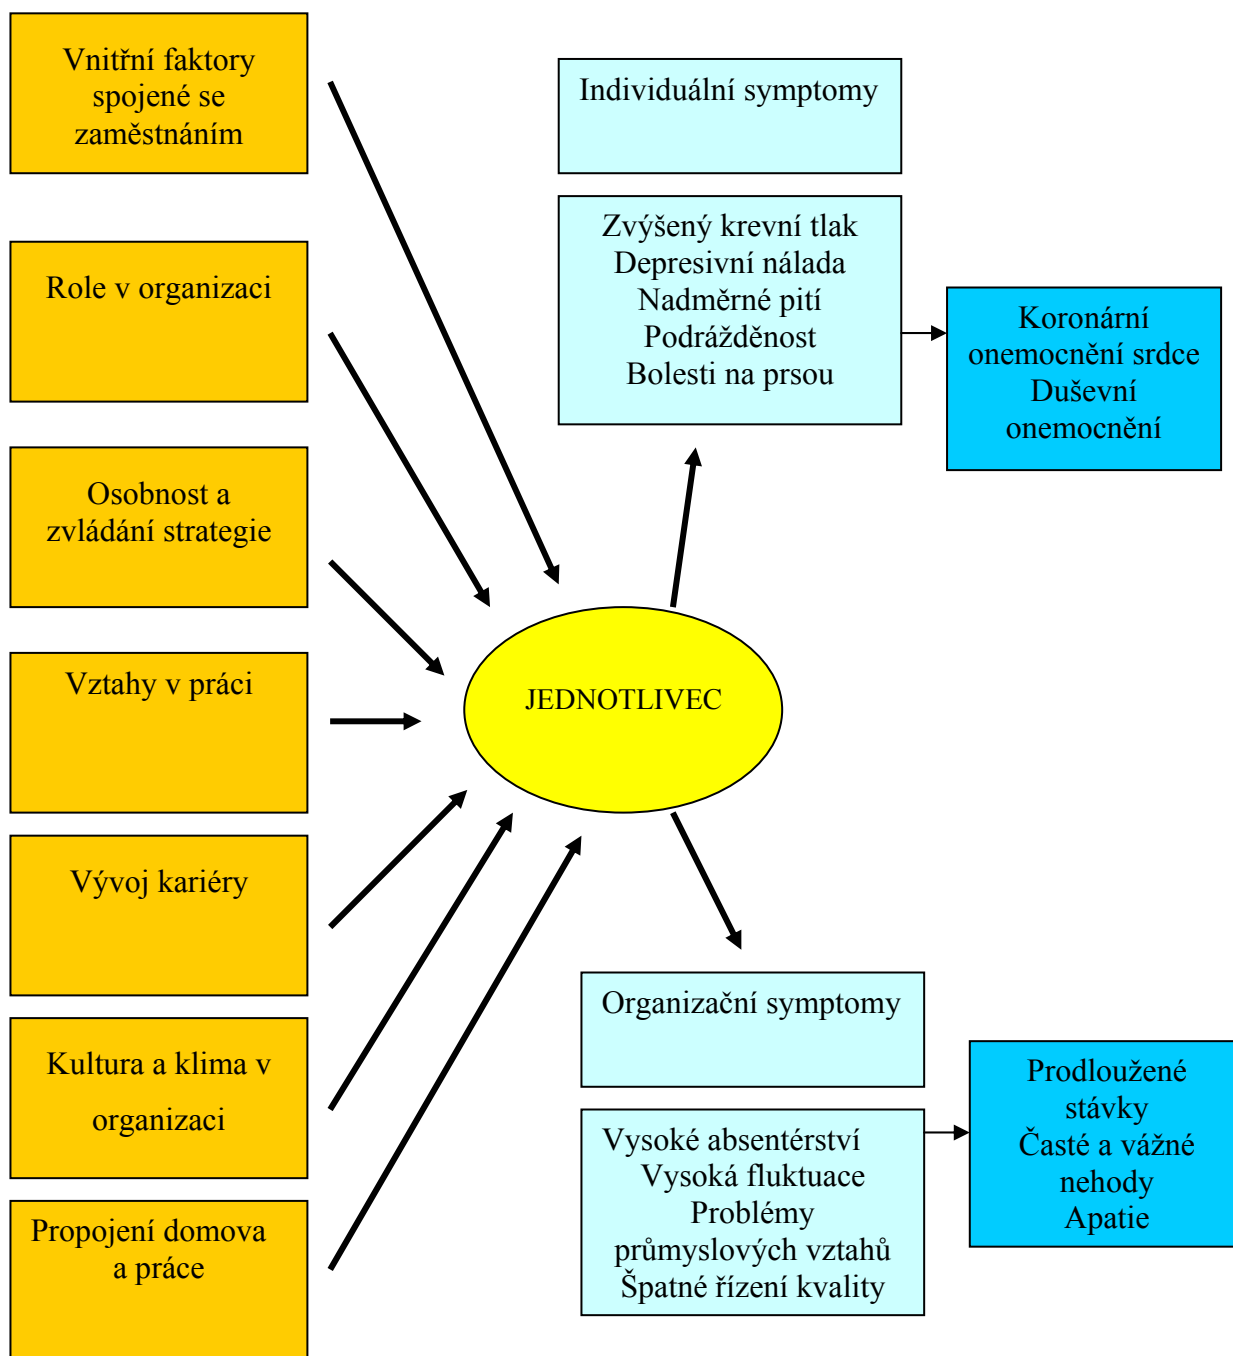 Vnitřní faktory
spojené se
zaměstnáním
Role v organizaci
Osobnost a
zvládání strategie
Vztahy v práci
Vývoj kariéry
Kultura a klima v
organizaci
Propojení domova
a práce
JEDNOTLIVEC
Individuální symptomy
Zvýšený krevní tlak
Depresivní nálada
Nadměrné pití
Podrážděnost
Bolesti na prsou
Koronární
onemocnění srdce
Duševní
onemocnění
Organizační symptomy
Vysoké absentérství
Vysoká fluktuace
Problémy
průmyslových vztahů
Špatné řízení kvality
Prodloužené
stávky
Časté a vážné
nehody
Apatie